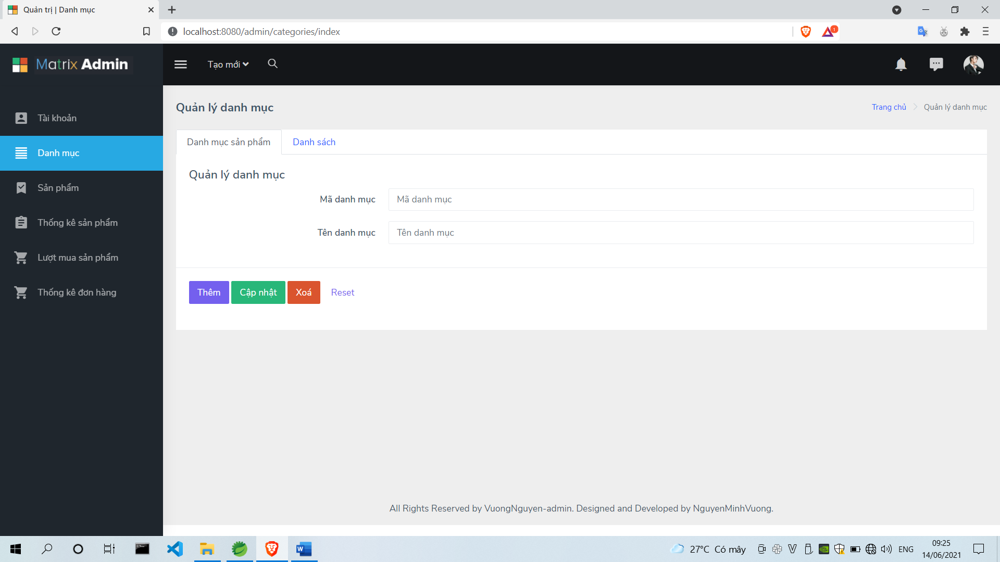 Quản trị | Danh mục
localhost:8080/admin/categories/index
1
Matrix Admin
Tạo mới
Tài khoản
Danh mục
Sản phẩm
Thống kê sản phẩm
Lượt mua sản phẩm
Thống kê đơn hàng
Quản lý danh mục
Trang chủ
Quản lý danh mục
Danh mục sản phẩm
Danh sách
Quản lý danh mục
Mã danh mục
Mã danh mục
Tên danh mục
Tên danh mục
Thêm
Cập nhật
Xoá
Reset
All Rights Reserved by VuongNguyen-admin. Designed and Developed by NguyenMinhVuong.
27°C Có mây
ENG
09:25
14/06/2021